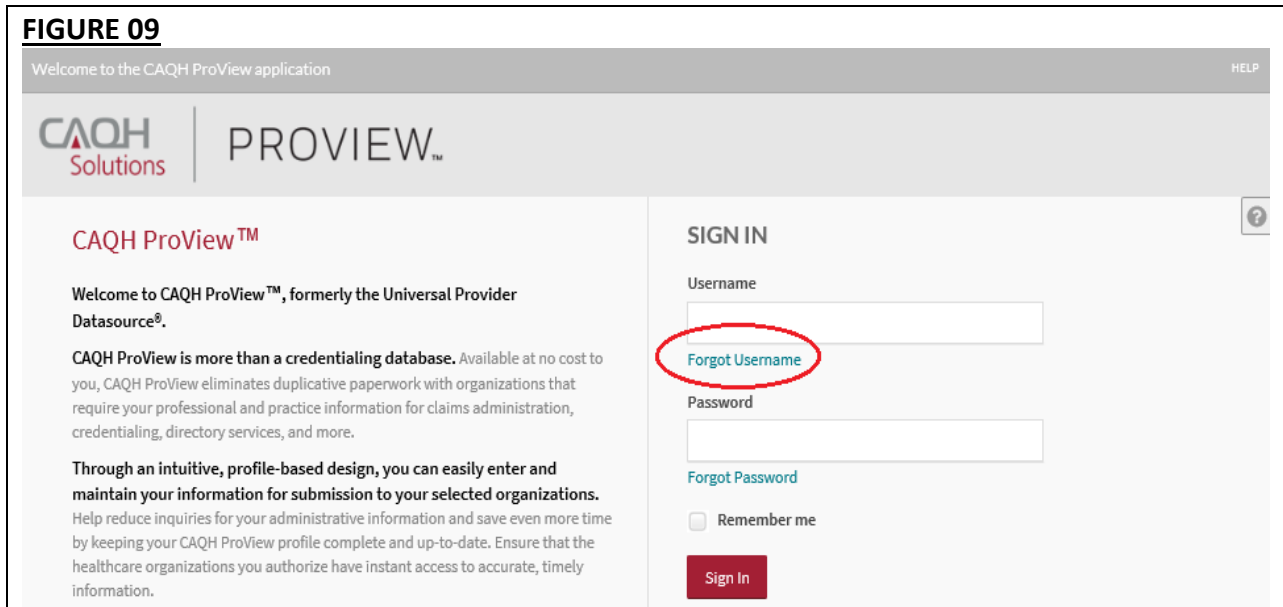 FIGURE 09
Welcome to the CAQH ProView application
HELP
CAQH
Solutions
PROVIEW™
CAQH ProView™
Welcome to CAQH ProView™, formerly the Universal Provider
Datasource®.
CAQH ProView is more than a credentialing database. Available at no cost to
you, CAQH ProView eliminates duplicative paperwork with organizations that
require your professional and practice information for claims administration,
credentialing, directory services, and more.
Through an intuitive, profile-based design, you can easily enter and
maintain your information for submission to your selected organizations.
Help reduce inquiries for your administrative information and save even more time
by keeping your CAQH ProView profile complete and up-to-date. Ensure that the
healthcare organizations you authorize have instant access to accurate, timely
information.
SIGN IN
Username
Forgot Username
Password
Forgot Password
Remember me
Sign In
?